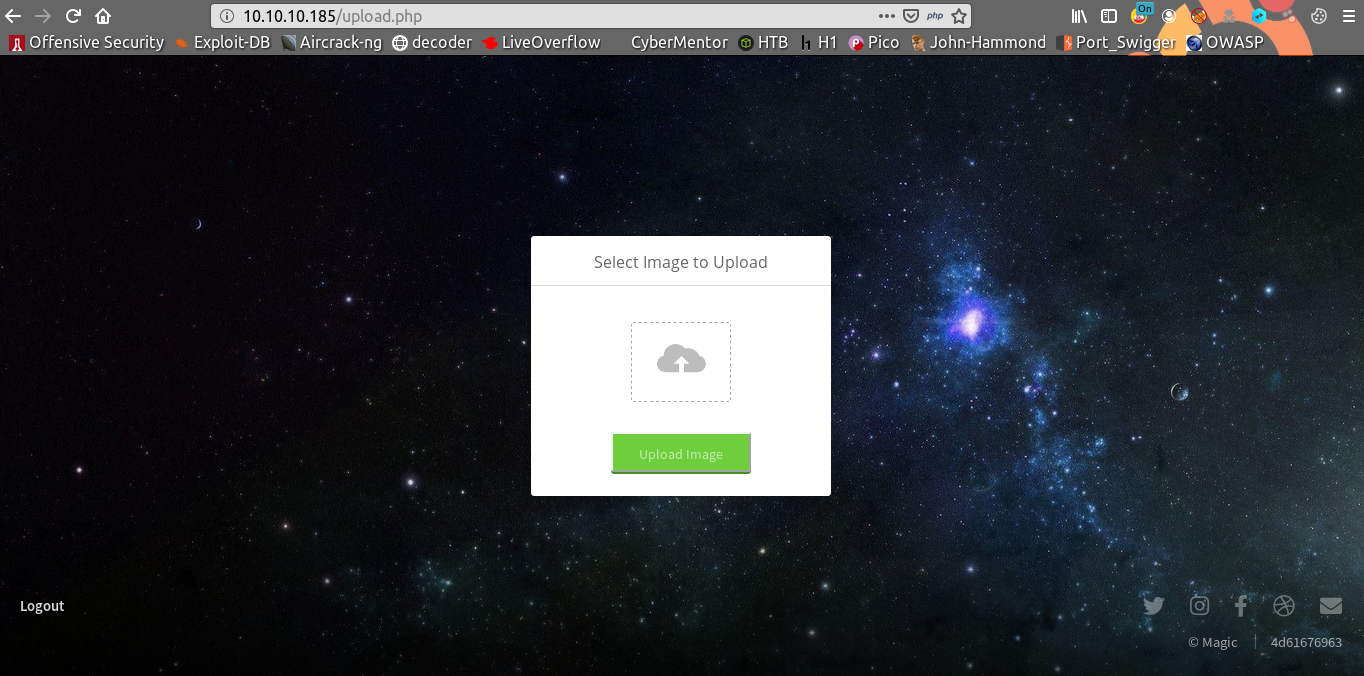 10.10.10.185/upload.php
php
On
Offensive Security Exploit-DB Aircrack-ng decoder LiveOverflow CyberMentor HTB H1 Pico John-Hammond Port_Swigger OWASP
Select Image to Upload
Upload Image
Logout
© Magic | 4d61676963